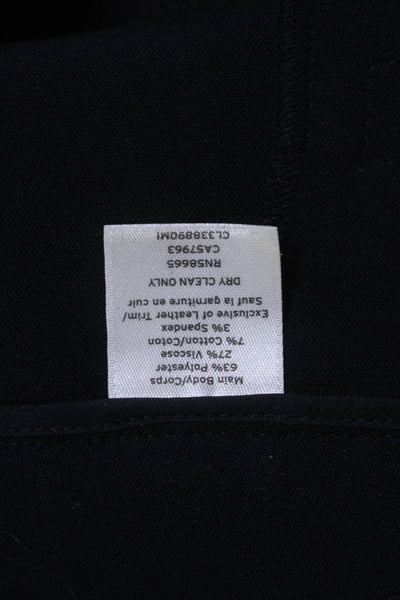 Main Body/Corps
63% Polyester
27% Viscose
7% Cotton/Coton
3% Spandex
Exclusive of Leather Trim/
Sauf la garniture en cuir
DRY CLEAN ONLY
RN58665
CA57963
CL338890MI